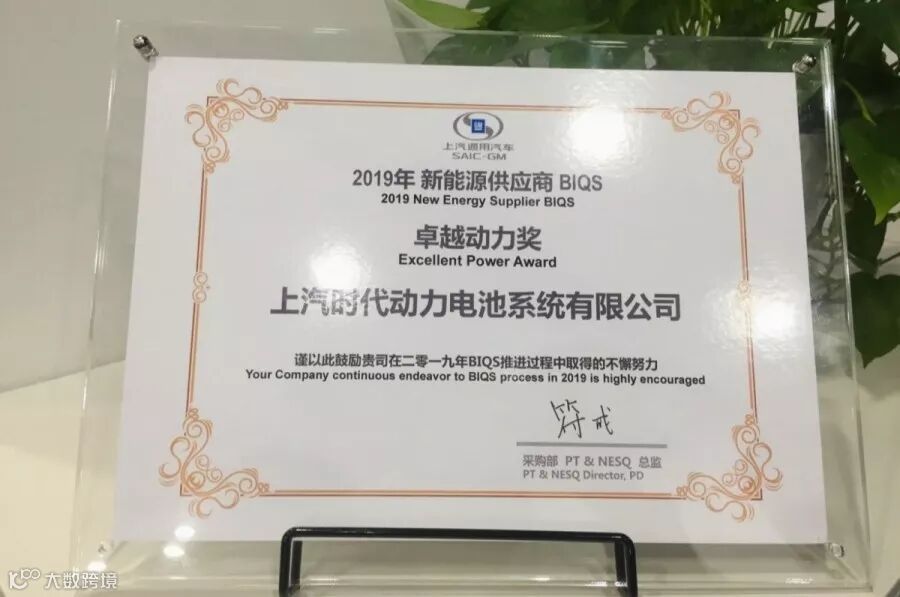 上汽通用汽车
SAIC-GM
2019年 新能源供应商 BIQS
2019 New Energy Supplier BIQS
卓越动力奖
Excellent Power Award
上汽时代动力电池系统有限公司
谨以此鼓励贵司在二零一九年BIQS推进过程中取得的不懈努力
Your Company continuous endeavor to BIQS process in 2019 is highly encouraged
采购部 PT & NESQ 总监
PT & NESQ Director, PD
大数跨境